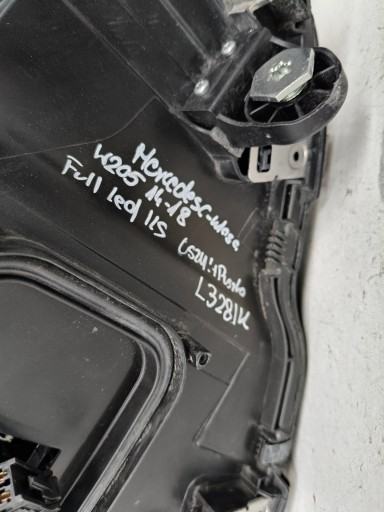 Mercedes C-klasa
W205 14-18
Full Led ILS
L3281K